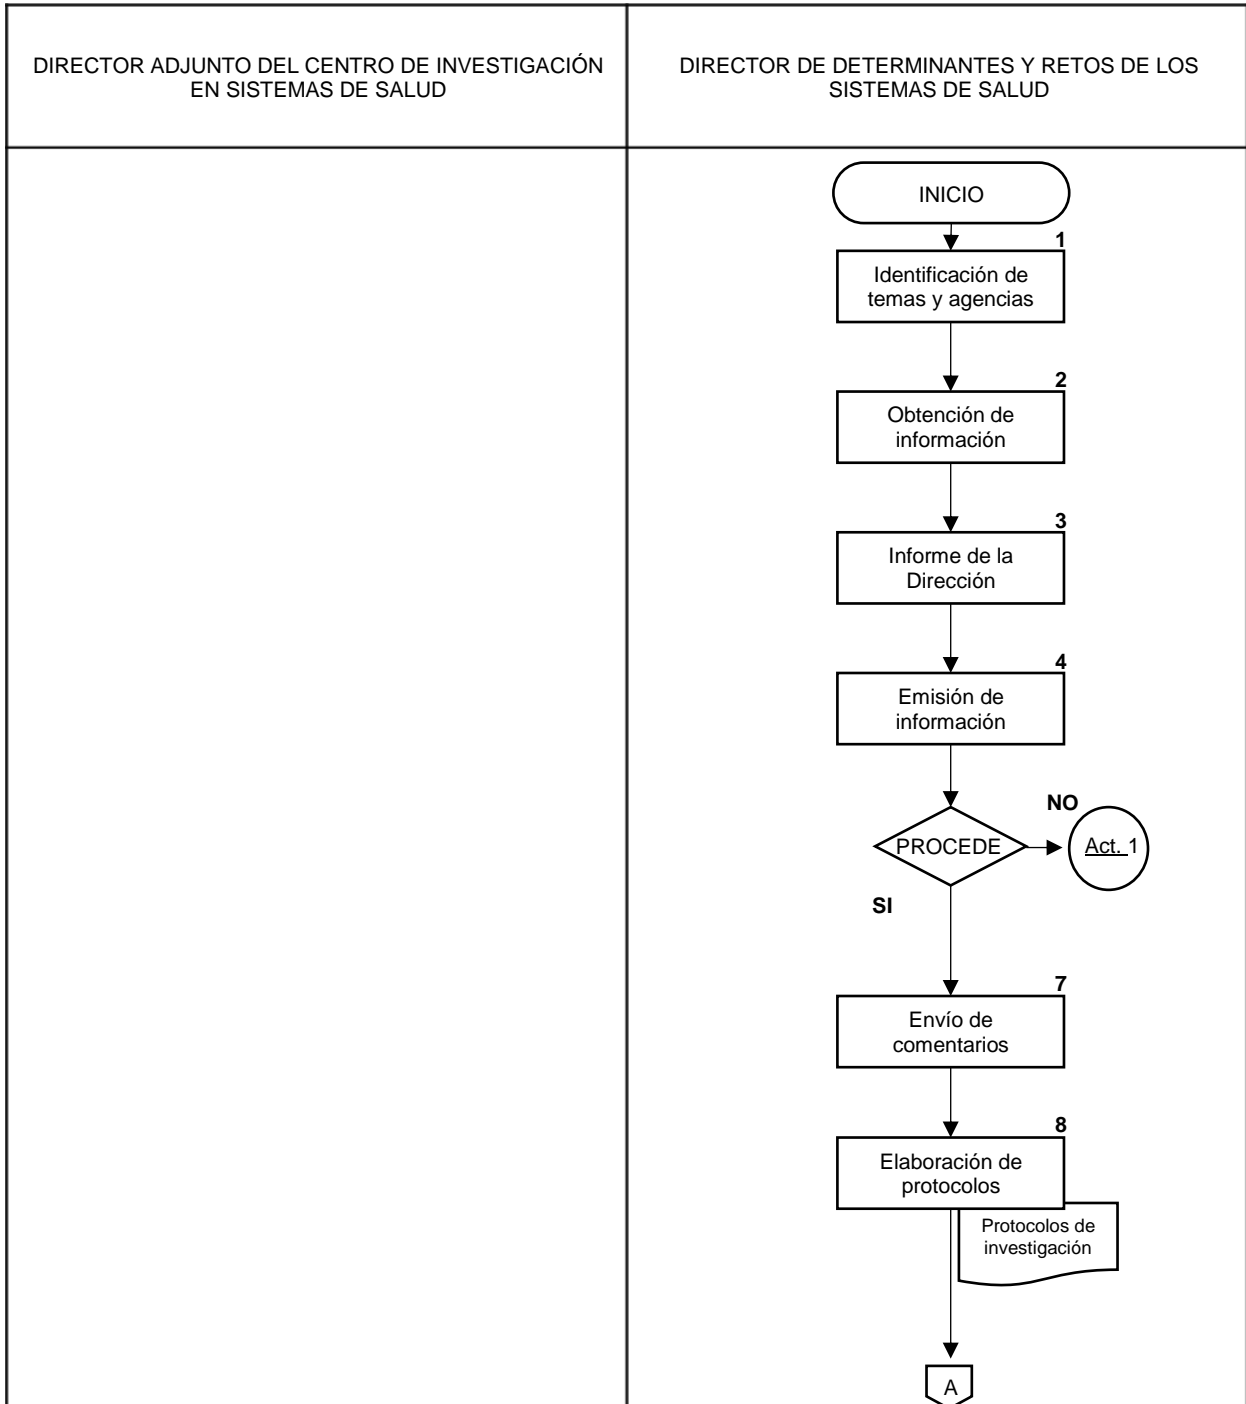 DIRECTOR ADJUNTO DEL CENTRO DE INVESTIGACIÓN
EN SISTEMAS DE SALUD
DIRECTOR DE DETERMINANTES Y RETOS DE LOS
SISTEMAS DE SALUD
INICIO
1
Identificación de
temas y agencias
2
Obtención de
información
3
Informe de la
Dirección
4
Emisión de
información
NO
PROCEDE
Act. 1
SI
7
Envío de
comentarios
8
Elaboración de
protocolos
Protocolos de
investigación
A